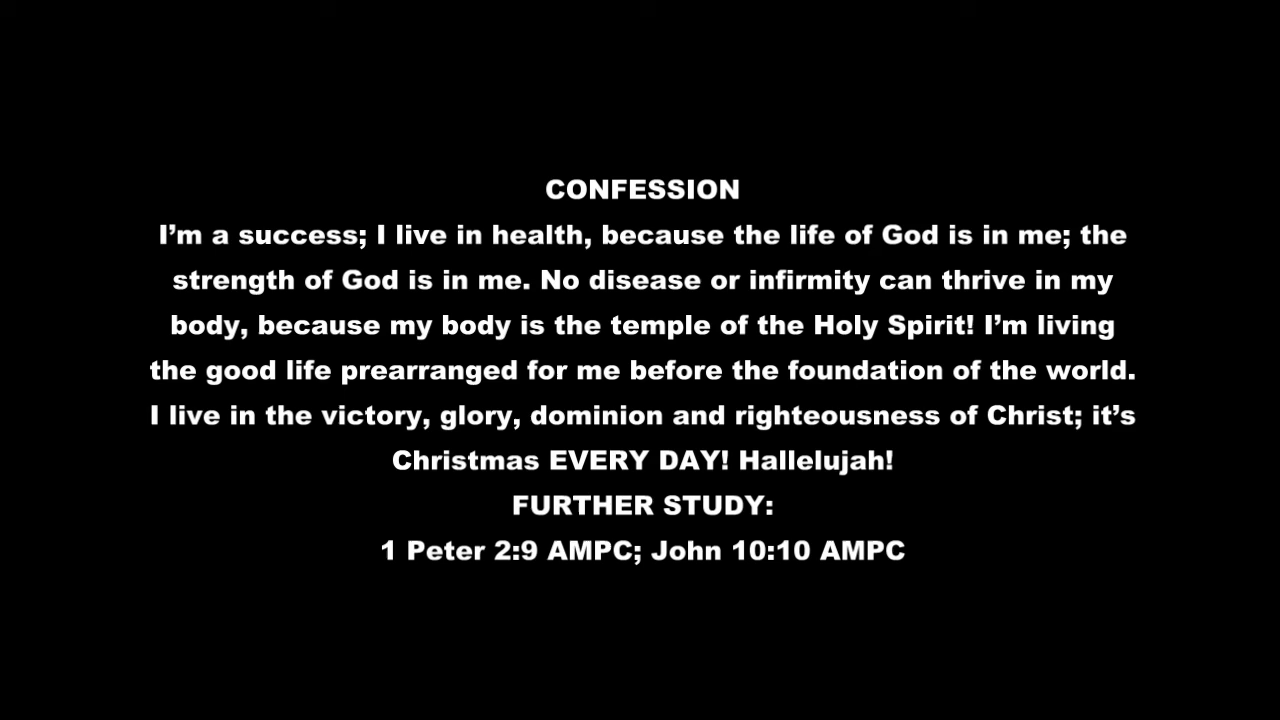 CONFESSION
I’m a success; I live in health, because the life of God is in me; the
strength of God is in me. No disease or infirmity can thrive in my
body, because my body is the temple of the Holy Spirit! I’m living
the good life prearranged for me before the foundation of the world.
I live in the victory, glory, dominion and righteousness of Christ; it’s
Christmas EVERY DAY! Hallelujah!
FURTHER STUDY:
1 Peter 2:9 AMPC; John 10:10 AMPC